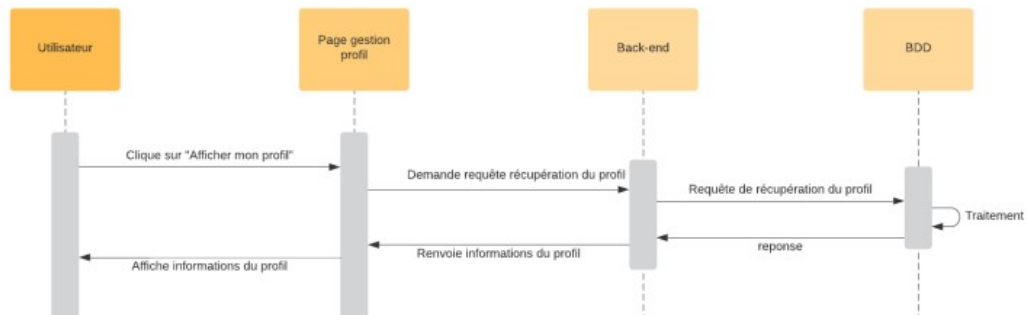 Utilisateur
Page gestion
profil
Back-end
BDD
Clique sur "Afficher mon profil"
Demande requête récupération du profil
Requête de récupération du profil
Traitement
reponse
Renvoie informations du profil
Affiche informations du profil